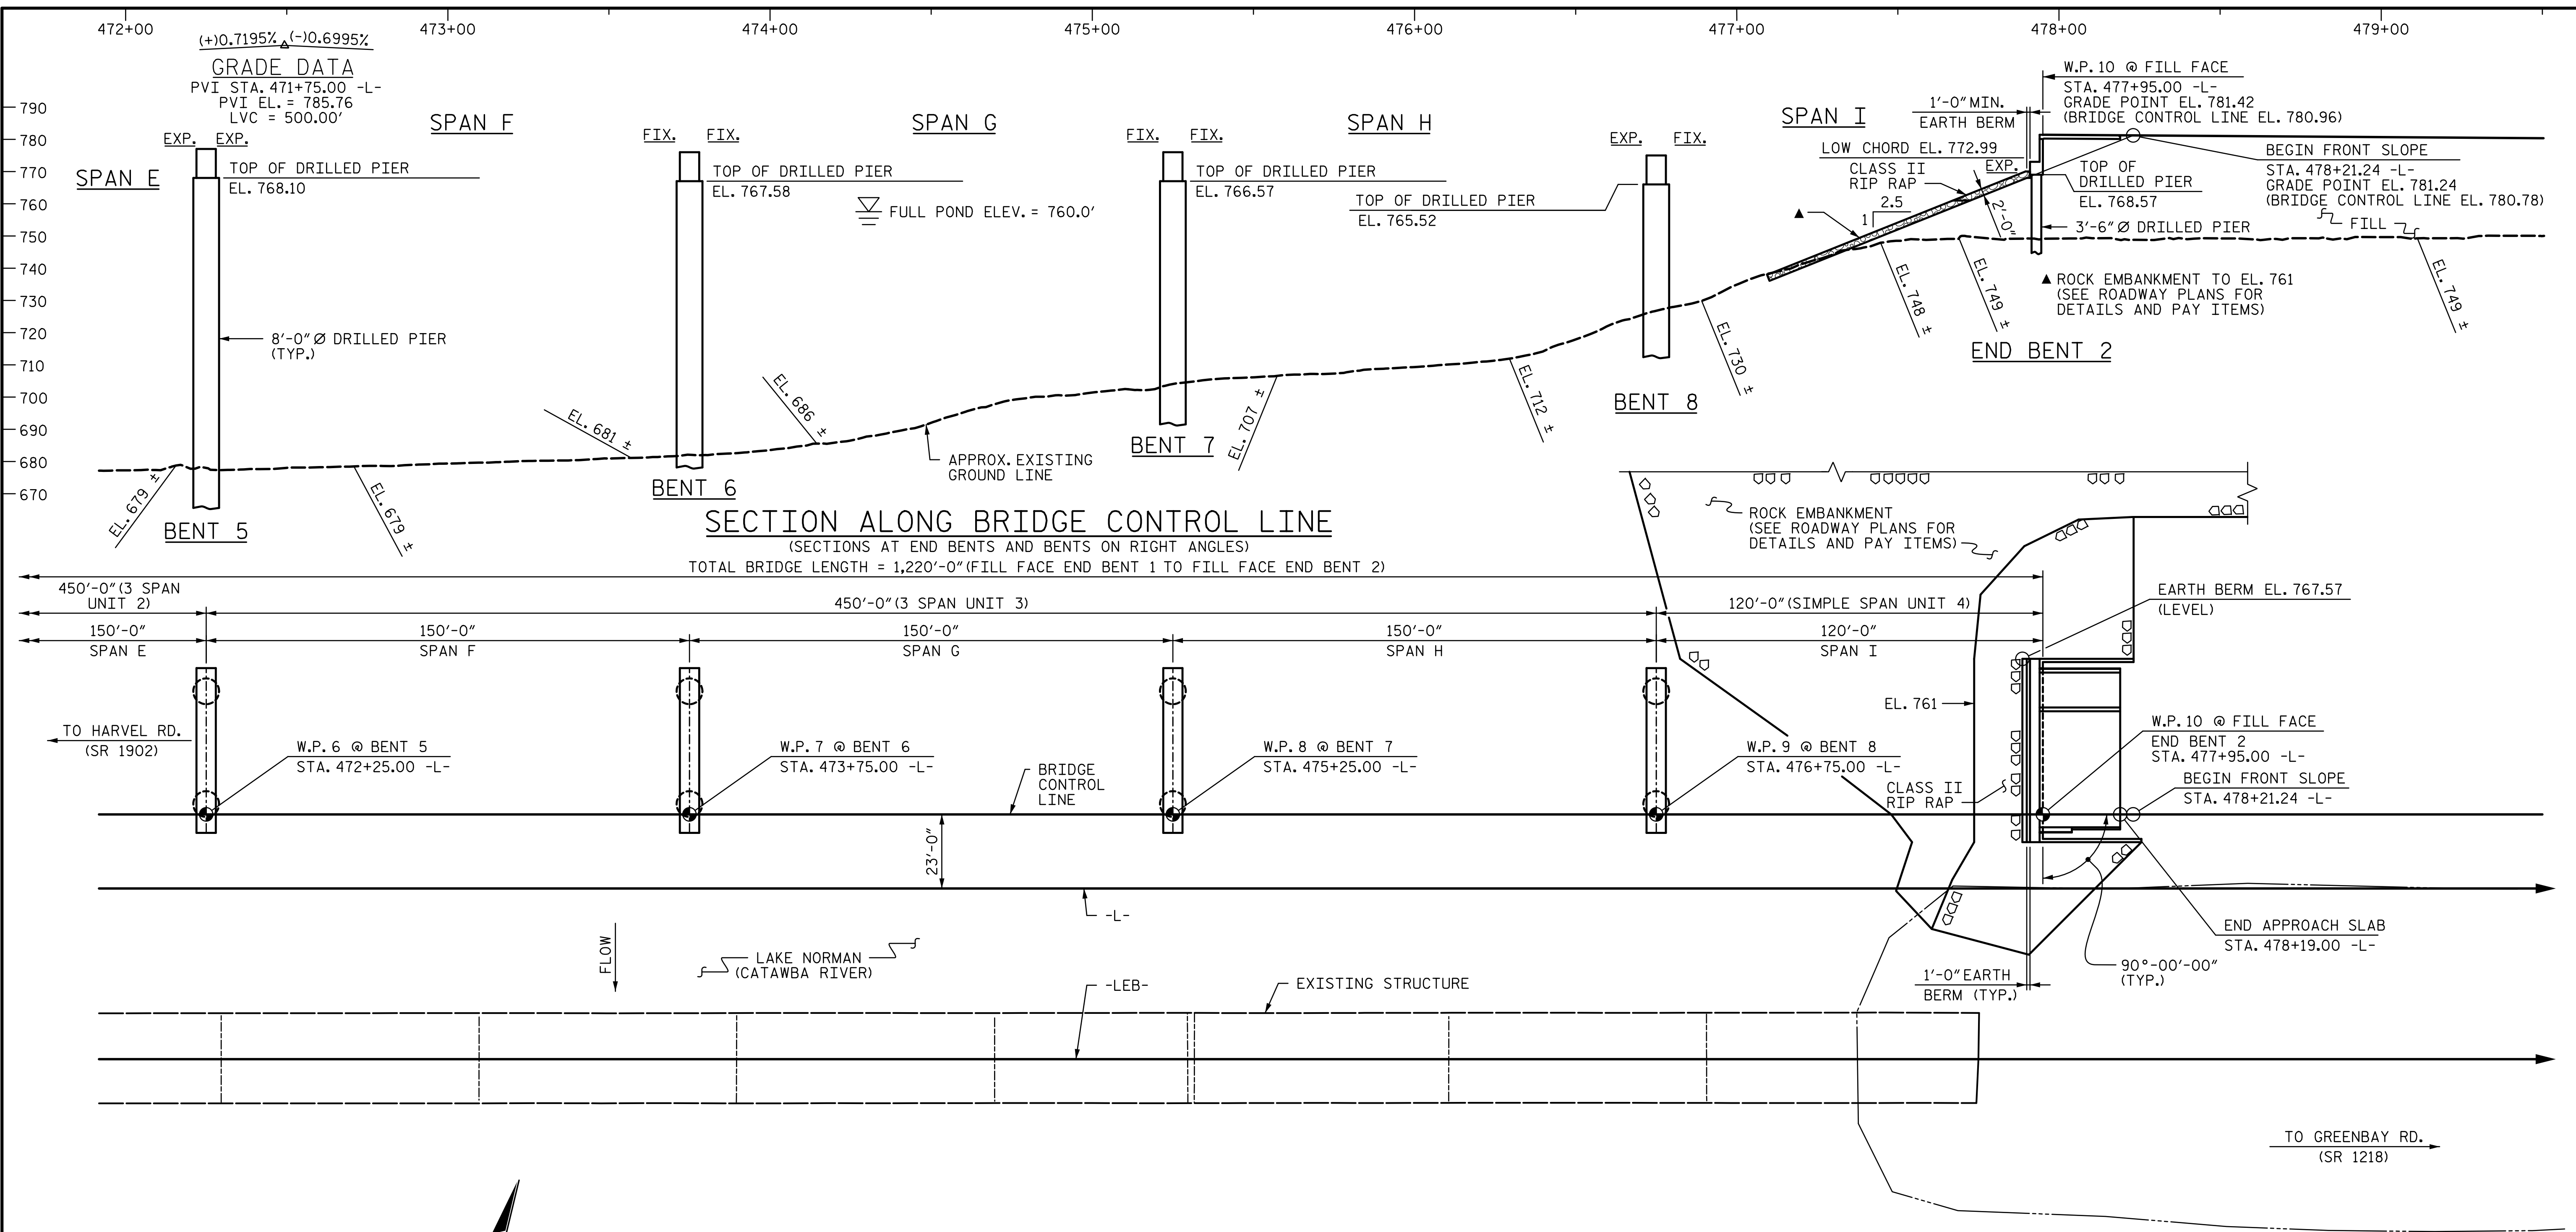 472+00
473+00
474+00
475+00
476+00
477+00
478+00
479+00
(+)0.7195%
(-)0.6995%
GRADE DATA
PVI STA. 471+75.00 -L-
PVI EL. = 785.76
LVC = 500.00'
790
780
770
760
750
740
730
720
710
700
690
680
670
SPAN E
EXP.
EXP.
TOP OF DRILLED PIER
EL. 768.10
SPAN F
FIX.
FIX.
TOP OF DRILLED PIER
EL. 767.58
FULL POND ELEV. = 760.0'
SPAN G
FIX.
FIX.
TOP OF DRILLED PIER
EL. 766.57
SPAN H
TOP OF DRILLED PIER
EL. 765.52
EXP.
FIX.
SPAN I
LOW CHORD EL. 772.99
CLASS II
RIP RAP
EXP.
2.5
1
2'-0"
1'-0" MIN.
EARTH BERM
W.P. 10 @ FILL FACE
STA. 477+95.00 -L-
GRADE POINT EL. 781.42
(BRIDGE CONTROL LINE EL. 780.96)
BEGIN FRONT SLOPE
STA. 478+21.24 -L-
GRADE POINT EL. 781.24
(BRIDGE CONTROL LINE EL. 780.78)
TOP OF
DRILLED PIER
EL. 768.57
3'-6" Ø DRILLED PIER
FILL
▲ ROCK EMBANKMENT TO EL. 761
(SEE ROADWAY PLANS FOR
DETAILS AND PAY ITEMS)
8'-0" Ø DRILLED PIER
(TYP.)
EL. 679 ±
EL. 679 ±
EL. 681 ±
EL. 686 ±
EL. 707 ±
EL. 712 ±
EL. 730 ±
EL. 748 ±
EL. 749 ±
EL. 749 ±
APPROX. EXISTING
GROUND LINE
BENT 5
BENT 6
BENT 7
BENT 8
END BENT 2
SECTION ALONG BRIDGE CONTROL LINE
(SECTIONS AT END BENTS AND BENTS ON RIGHT ANGLES)
TOTAL BRIDGE LENGTH = 1,220'-0" (FILL FACE END BENT 1 TO FILL FACE END BENT 2)
450'-0" (3 SPAN
UNIT 2)
450'-0" (3 SPAN UNIT 3)
120'-0" (SIMPLE SPAN UNIT 4)
150'-0"
SPAN E
150'-0"
SPAN F
150'-0"
SPAN G
150'-0"
SPAN H
120'-0"
SPAN I
ROCK EMBANKMENT
(SEE ROADWAY PLANS FOR
DETAILS AND PAY ITEMS)
EARTH BERM EL. 767.57
(LEVEL)
EL. 761
TO HARVEL RD.
(SR 1902)
W.P. 6 @ BENT 5
STA. 472+25.00 -L-
W.P. 7 @ BENT 6
STA. 473+75.00 -L-
BRIDGE
CONTROL
LINE
W.P. 8 @ BENT 7
STA. 475+25.00 -L-
W.P. 9 @ BENT 8
STA. 476+75.00 -L-
CLASS II
RIP RAP
W.P. 10 @ FILL FACE
END BENT 2
STA. 477+95.00 -L-
BEGIN FRONT SLOPE
STA. 478+21.24 -L-
23'-0"
-L-
END APPROACH SLAB
STA. 478+19.00 -L-
90°-00'-00"
(TYP.)
1'-0" EARTH
BERM (TYP.)
FLOW
LAKE NORMAN
(CATAWBA RIVER)
-LEB-
EXISTING STRUCTURE
TO GREENBAY RD.
(SR 1218)